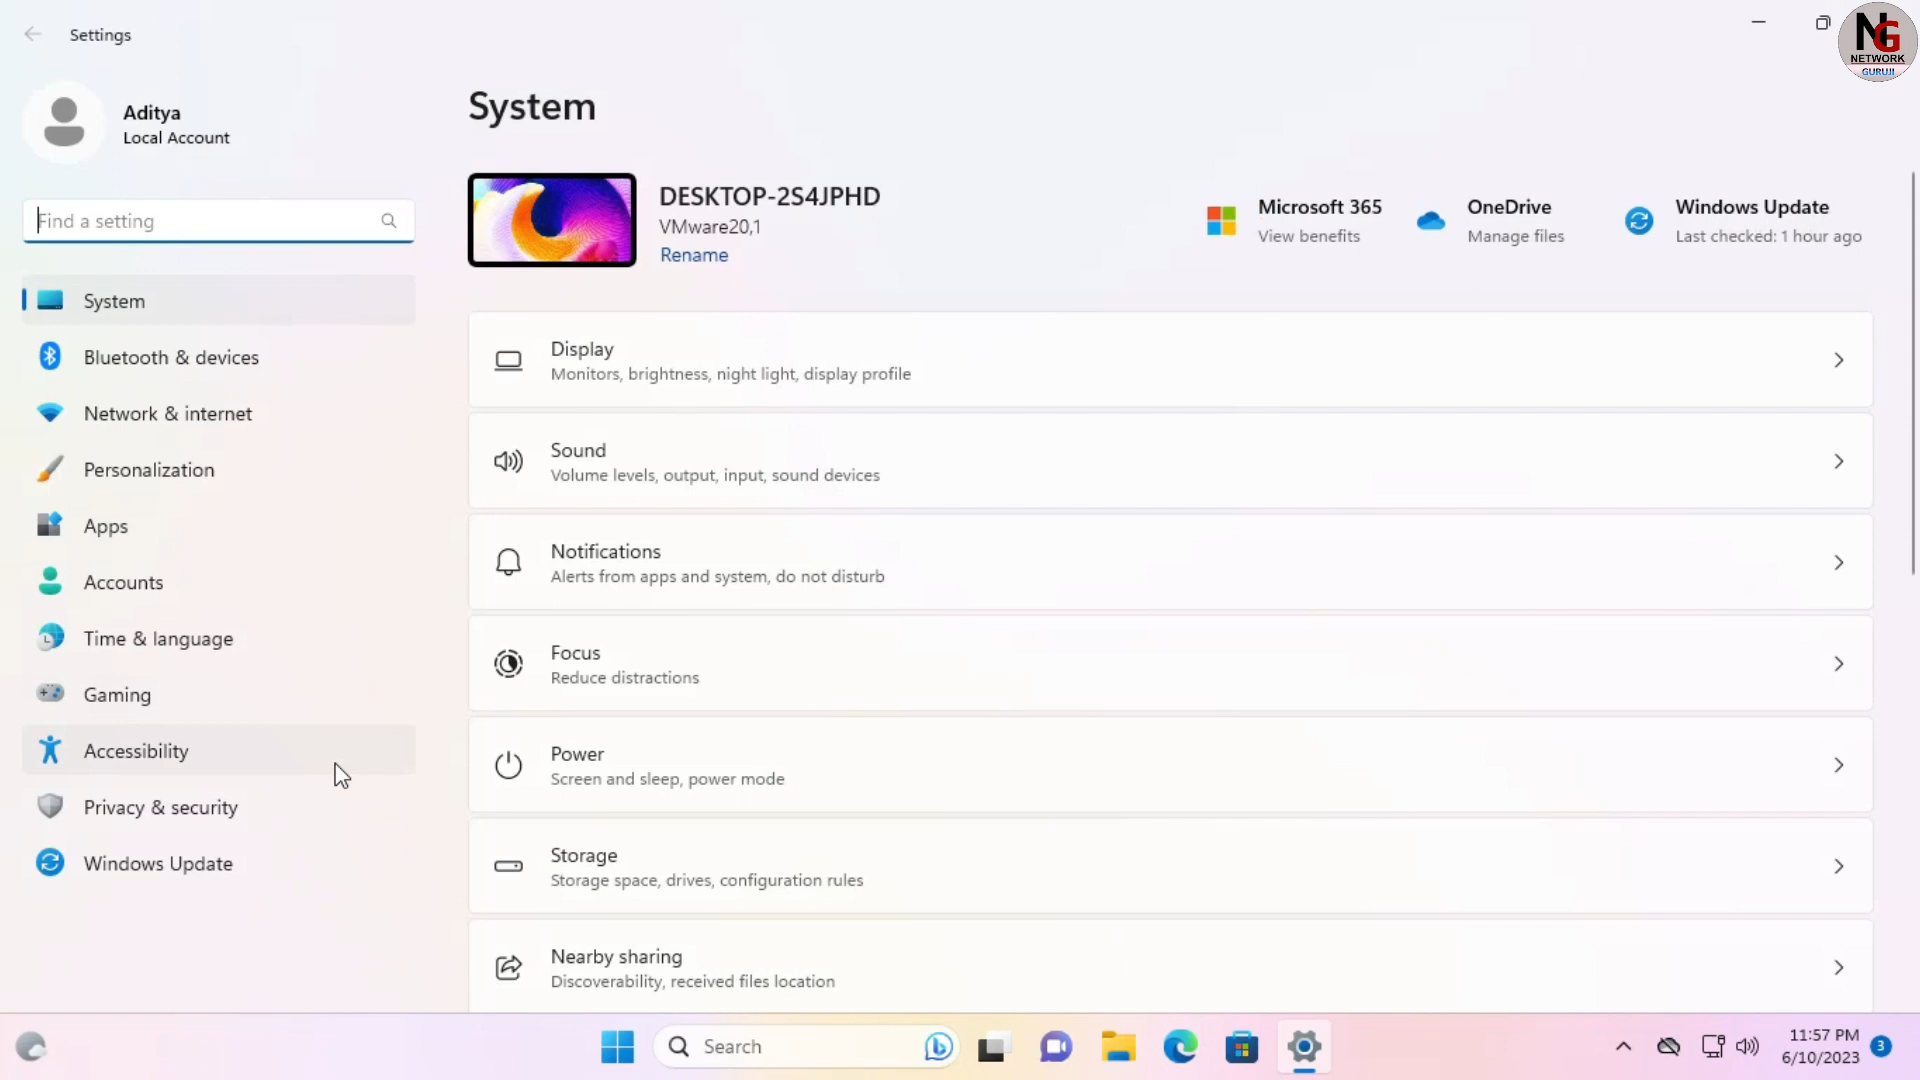 Settings
NG
NETWORK
GURUJI
Aditya
Local Account
Find a setting
System
Bluetooth & devices
Network & internet
Personalization
Apps
Accounts
Time & language
Gaming
Accessibility
Privacy & security
Windows Update
System
DESKTOP-2S4JPHD
VMware20,1
Rename
Microsoft 365
View benefits
OneDrive
Manage files
Windows Update
Last checked: 1 hour ago
Display
Monitors, brightness, night light, display profile
Sound
Volume levels, output, input, sound devices
Notifications
Alerts from apps and system, do not disturb
Focus
Reduce distractions
Power
Screen and sleep, power mode
Storage
Storage space, drives, configuration rules
Nearby sharing
Discoverability, received files location
Search
11:57 PM
6/10/2023
3